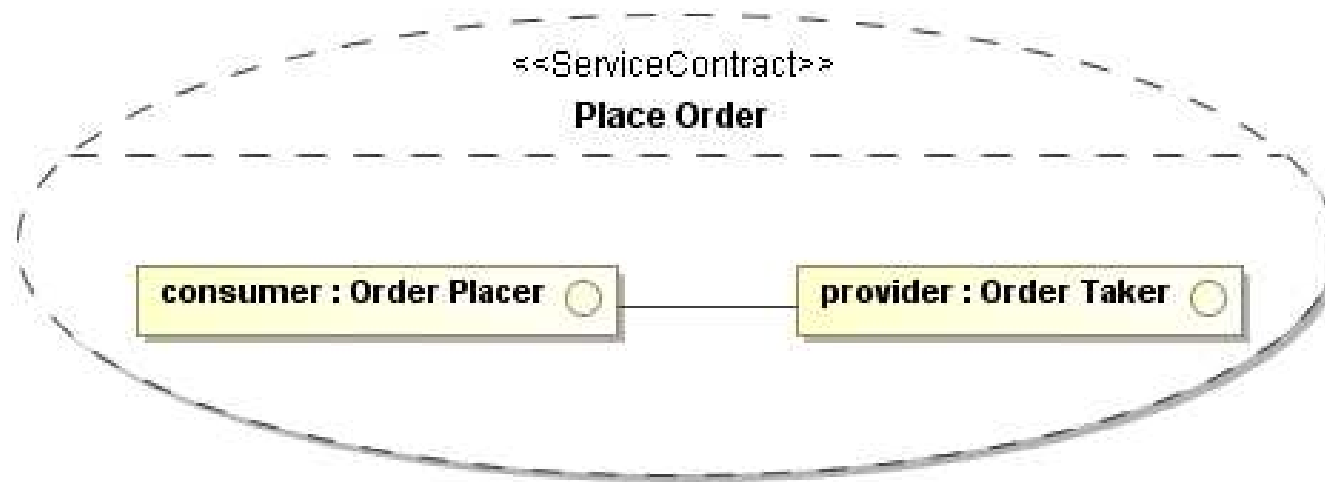 <<ServiceContract>>
Place Order
consumer : Order Placer
provider : Order Taker